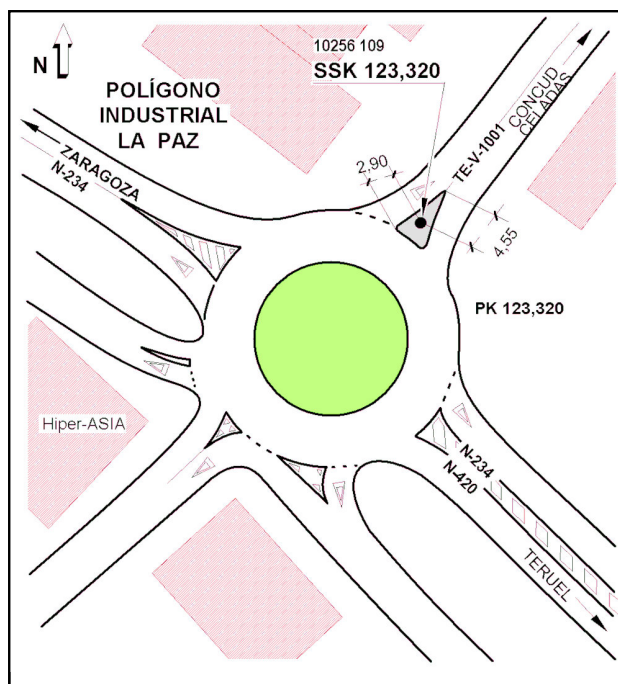 10256 109
SSK 123,320
N
POLÍGONO
INDUSTRIAL
LA PAZ
ZARAGOZA
N-234
2,90
TE-V-1001
CONCUD
CELADAS
4,55
PK 123,320
Hiper-ASIA
N-234
N-420
TERUEL